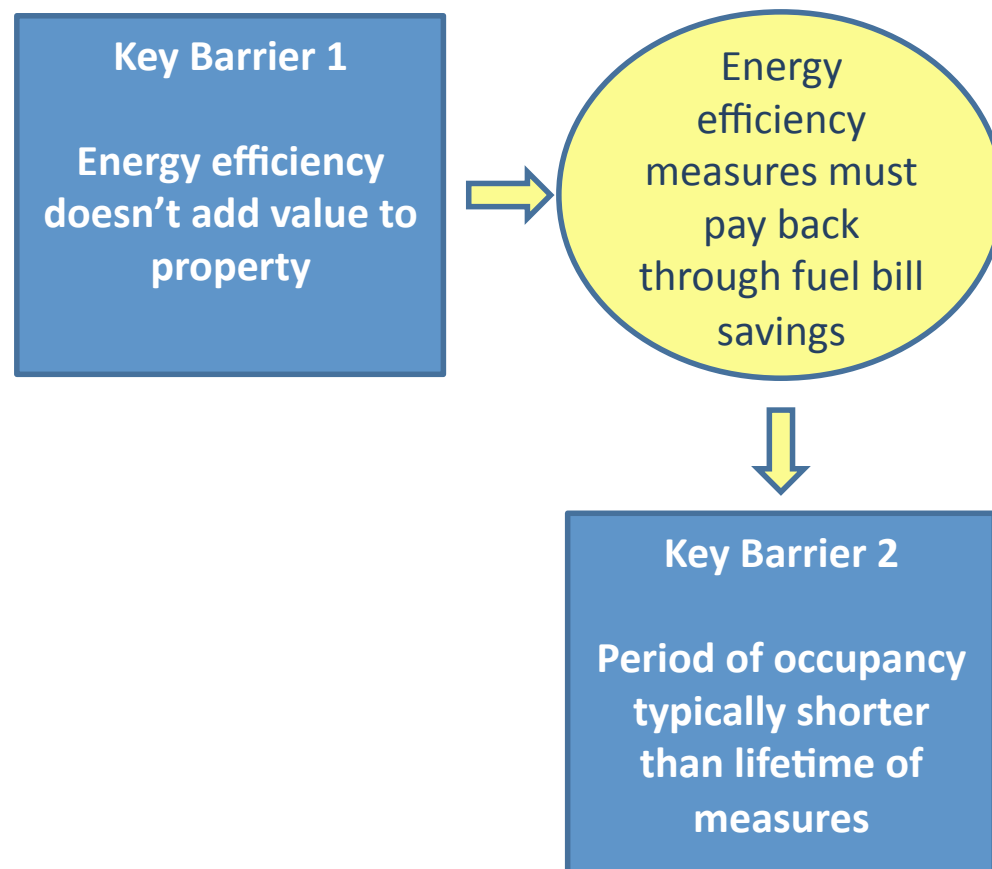 Key Barrier 1
Energy efficiency
doesn’t add value to
property
Energy
efficiency
measures must
pay back
through fuel bill
savings
Key Barrier 2
Period of occupancy
typically shorter
than lifetime of
measures